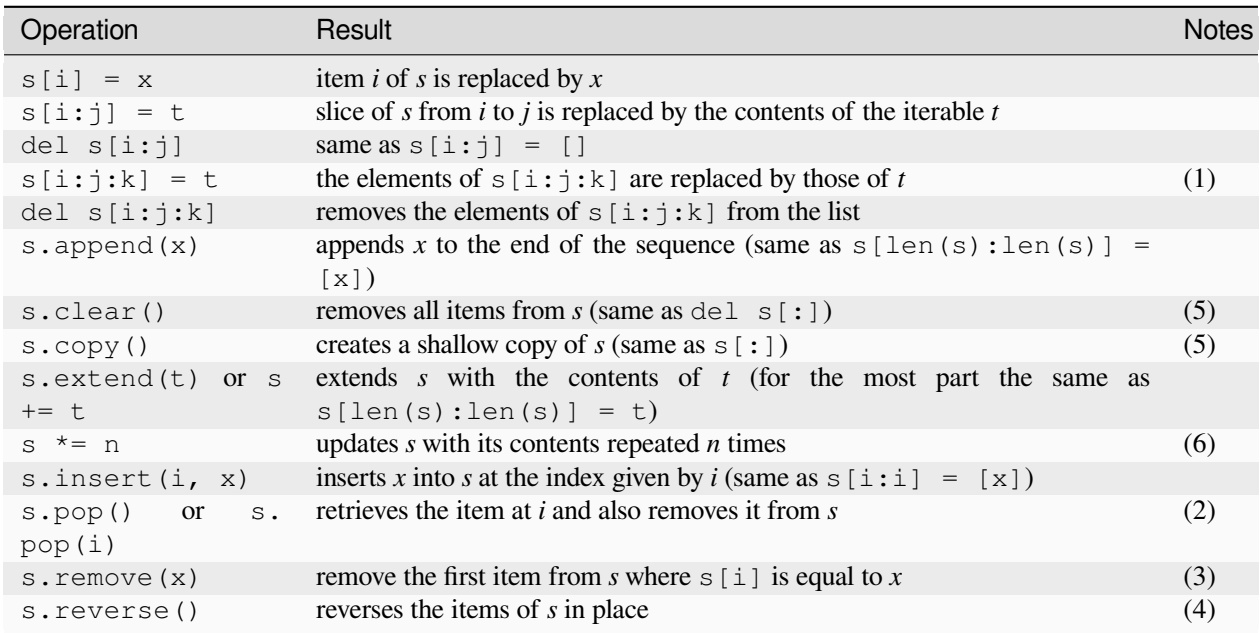 Operation Result Notes
s[i] = x item i of s is replaced by x
s[i:j] = t slice of s from i to j is replaced by the contents of the iterable t
del s[i:j] same as s[i:j] = []
s[i:j:k] = t the elements of s[i:j:k] are replaced by those of t (1)
del s[i:j:k] removes the elements of s[i:j:k] from the list
s.append(x) appends x to the end of the sequence (same as s[len(s):len(s)] =
[x])
s.clear() removes all items from s (same as del s[:]) (5)
s.copy() creates a shallow copy of s (same as s[:]) (5)
s.extend(t) or s extends s with the contents of t (for the most part the same as
+= t s[len(s):len(s)] = t)
s *= n updates s with its contents repeated n times (6)
s.insert(i, x) inserts x into s at the index given by i (same as s[i:i] = [x])
s.pop() or s. retrieves the item at i and also removes it from s (2)
pop(i)
s.remove(x) remove the first item from s where s[i] is equal to x (3)
s.reverse() reverses the items of s in place (4)